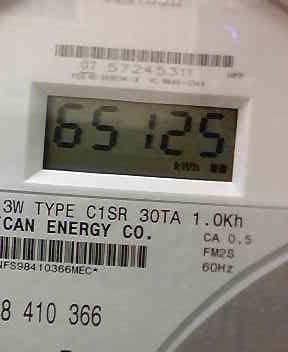 07 57245311
65125
kWh
3W TYPE C1SR 30TA 1.0Kh
CAN ENERGY CO.
CA 0.5
FM2S
60Hz
NFS98410366MEC*
8 410 366